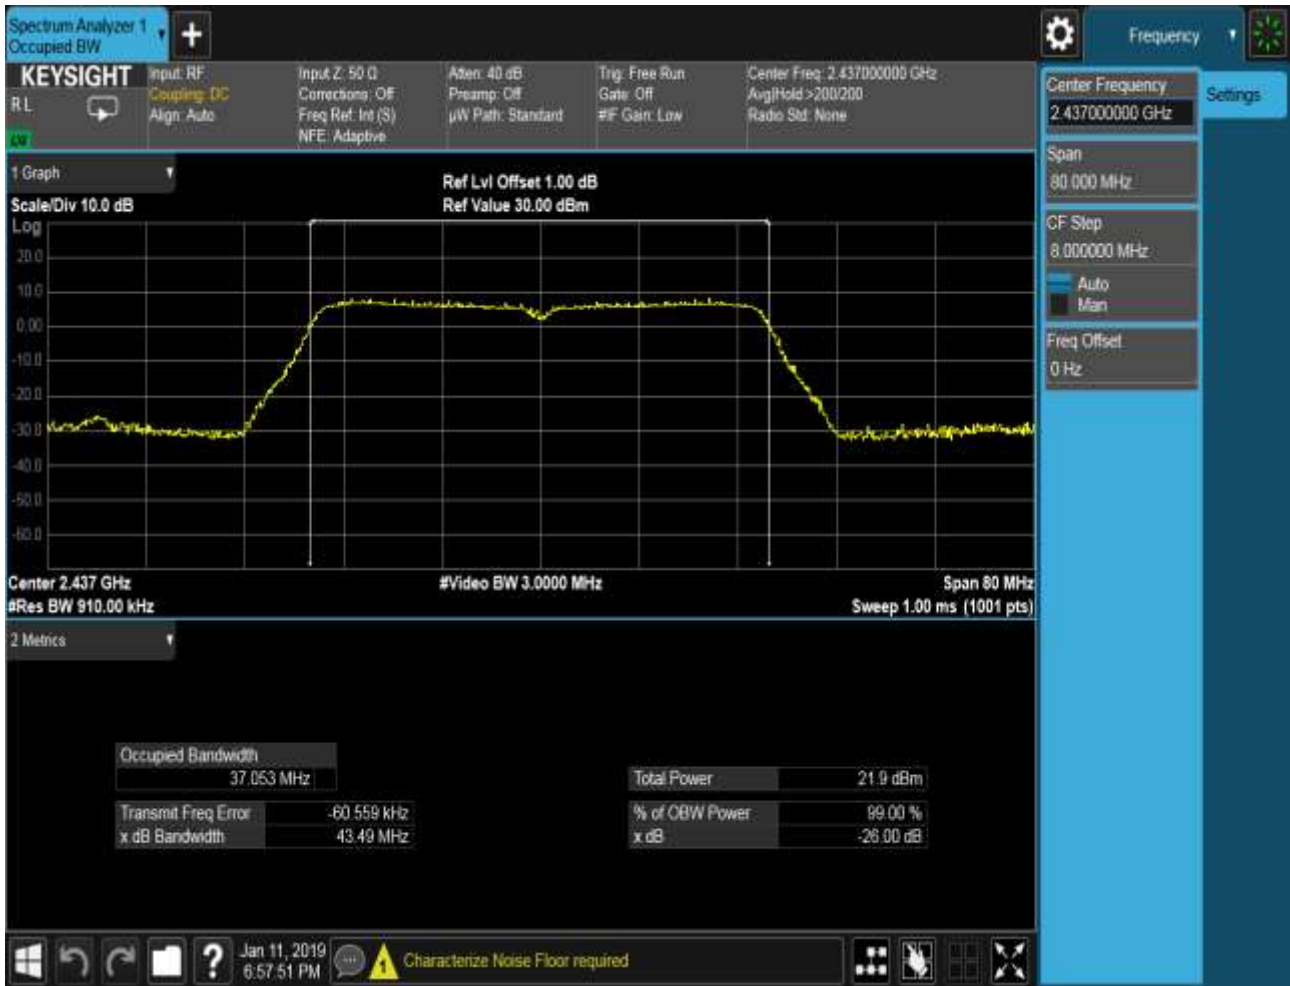 Spectrum Analyzer 1
Occupied BW
Frequency
KEYSIGHT
R L
Input: RF
Coupling: DC
Align: Auto
Input Z: 50 Ω
Corrections: Off
Freq Ref: Int (S)
NFE: Adaptive
Atten: 40 dB
Preamp: Off
µW Path: Standard
Trig: Free Run
Gate: Off
#IF Gain: Low
Center Freq: 2.437000000 GHz
Avg|Hold:>200/200
Radio Std: None
Center Frequency
2.437000000 GHz
Settings
Span
80.000 MHz
CF Step
8.000000 MHz
Auto
Man
Freq Offset
0 Hz
1 Graph
Scale/Div 10.0 dB
Ref Lvl Offset 1.00 dB
Ref Value 30.00 dBm
Log
20.0
10.0
0.00
-10.0
-20.0
-30.0
-40.0
-50.0
-60.0
Center 2.437 GHz
#Video BW 3.0000 MHz
Span 80 MHz
#Res BW 910.00 kHz
Sweep 1.00 ms (1001 pts)
2 Metrics
Occupied Bandwidth
37.053 MHz
Total Power 21.9 dBm
Transmit Freq Error -60.559 kHz
% of OBW Power 99.00 %
x dB Bandwidth 43.49 MHz
x dB -26.00 dB
Jan 11, 2019
6:57:51 PM
1
Characterize Noise Floor required